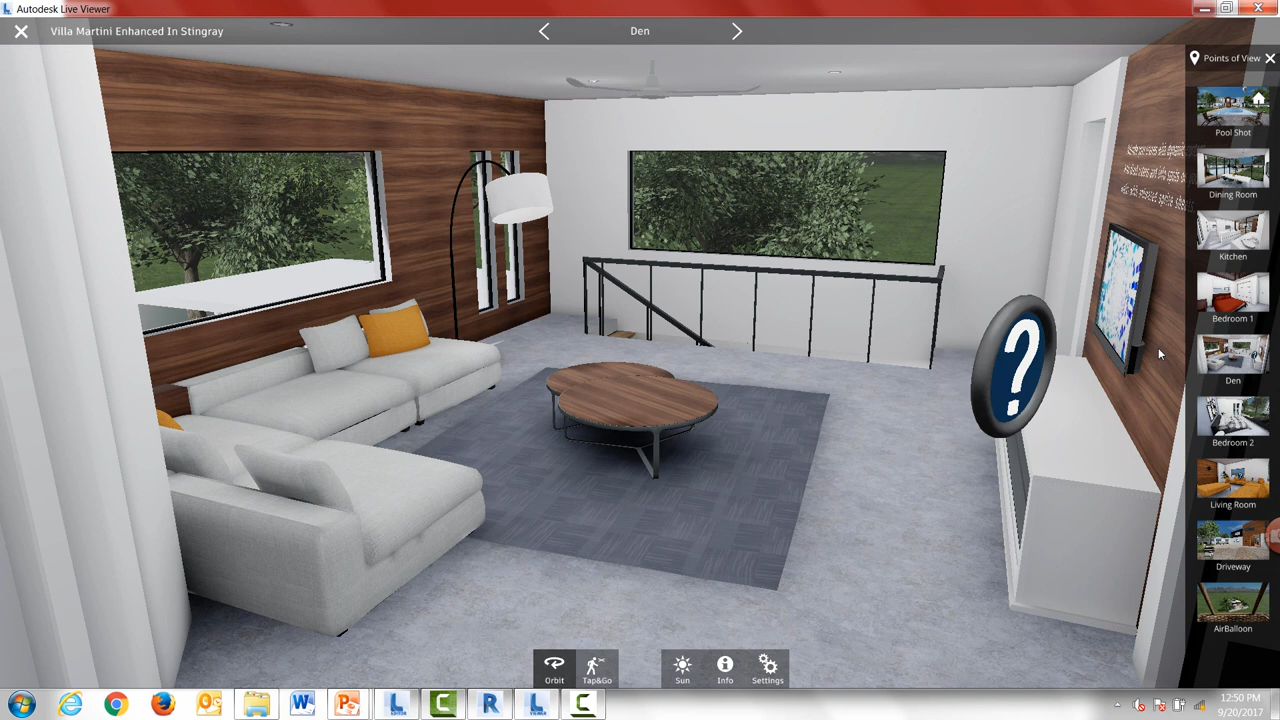 Autodesk Live Viewer
Villa Martini Enhanced In Stingray
Den
Points of View
Pool Shot
Dining Room
Kitchen
Bedroom 1
Den
Bedroom 2
Living Room
Driveway
AirBalloon
?
Orbit
Tap&Go
Sun
Info
Settings
12:50 PM
9/20/2017